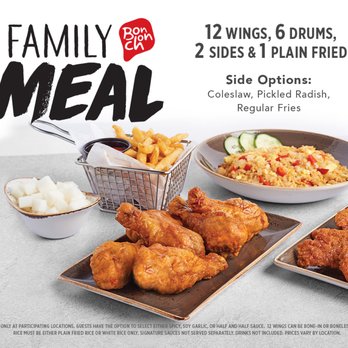 FAMILY
MEAL
Bon
chon
12 WINGS, 6 DRUMS,
2 SIDES & 1 PLAIN FRIED
Side Options:
Coleslaw, Pickled Radish,
Regular Fries
ONLY AT PARTICIPATING LOCATIONS. GUESTS HAVE THE OPTION TO SELECT EITHER SPICY, SOY GARLIC, OR HALF AND HALF SAUCE. 12 WINGS CAN BE BONE-IN OR BONELES
RICE MUST BE EITHER PLAIN FRIED RICE OR WHITE RICE ONLY. SIGNATURE SAUCES NOT SERVED SEPARATELY. DRINKS NOT INCLUDED. PRICES VARY BY LOCATION.